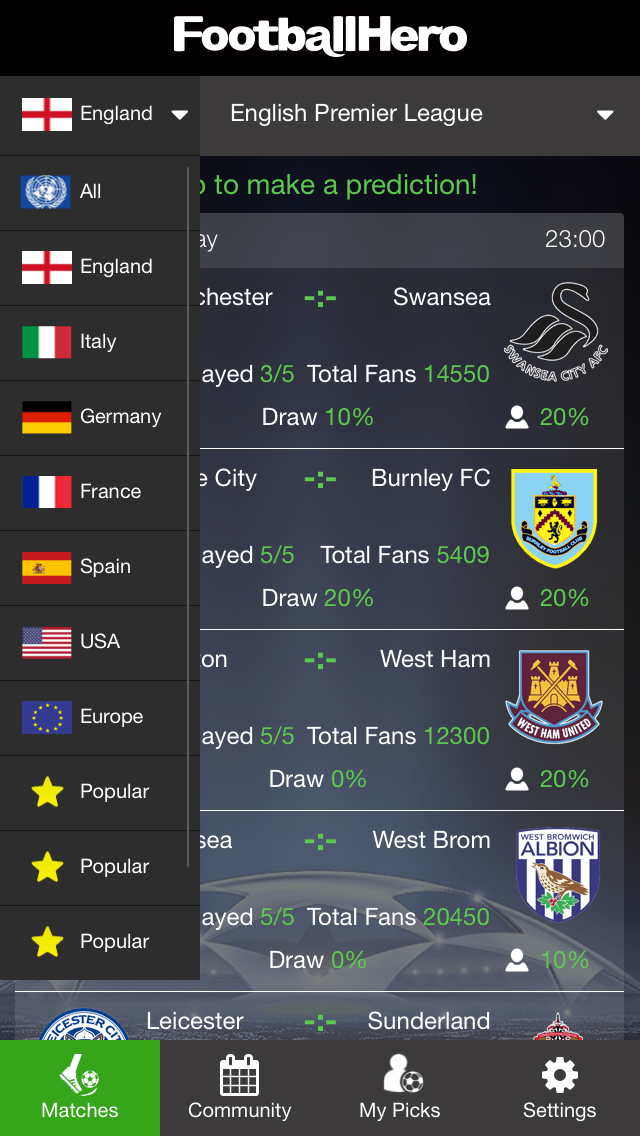 FootballHero
England
English Premier League
All
to make a prediction!
England
ay
23:00
chester
Swansea
SWANSEA CITY AFC
Italy
ayed 3/5
Total Fans 14550
Germany
Draw 10%
20%
France
e City
Burnley FC
BURNLEY FOOTBALL CLUB
Spain
ayed 5/5
Total Fans 5409
Draw 20%
20%
USA
ton
West Ham
WEST HAM UNITED
Europe
ayed 5/5
Total Fans 12300
Popular
Draw 0%
20%
Popular
sea
West Brom
WEST BROMWICH
ALBION
ayed 5/5
Total Fans 20450
Popular
Draw 0%
10%
LEICESTER CIT
Leicester
Sunderland
Matches
Community
My Picks
Settings